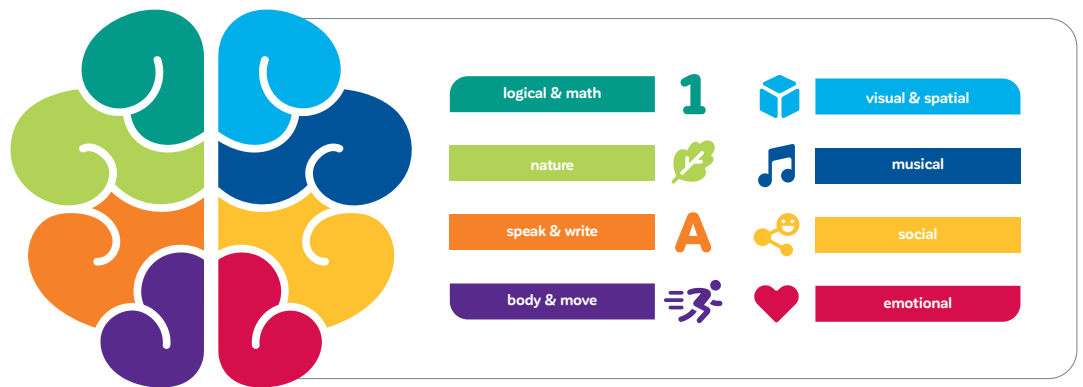 logical & math
1
visual & spatial
nature
musical
speak & write
A
social
body & move
emotional